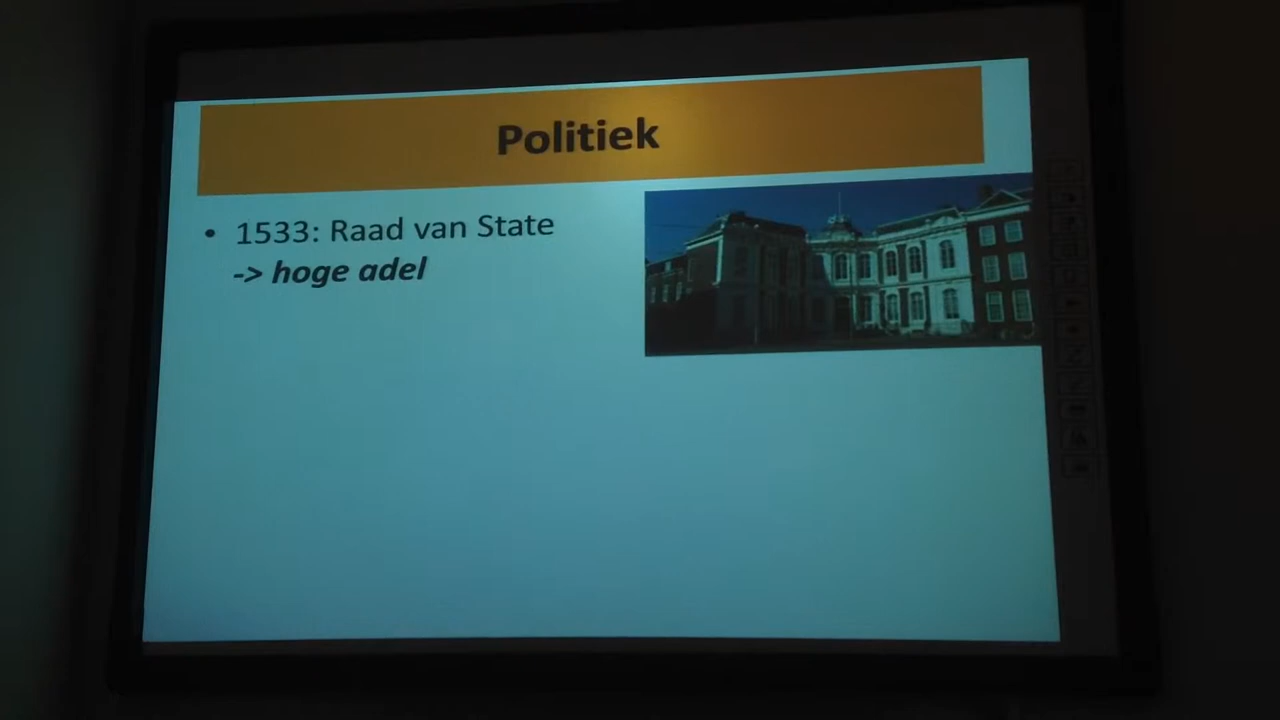 Politiek
• 1533: Raad van State
-> hoge adel